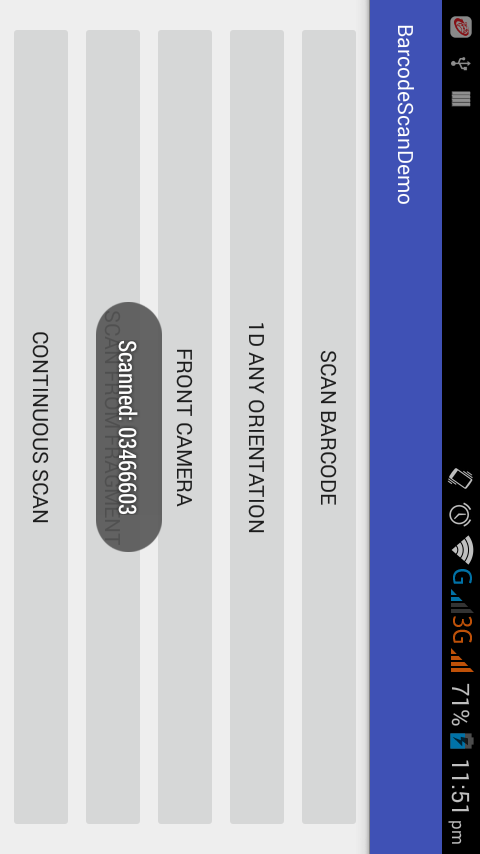 G 3G 71% 11:51 pm
BarcodeScanDemo
SCAN BARCODE
1D ANY ORIENTATION
FRONT CAMERA
SCAN FROM FRAGMENT
Scanned: 03466603
CONTINUOUS SCAN